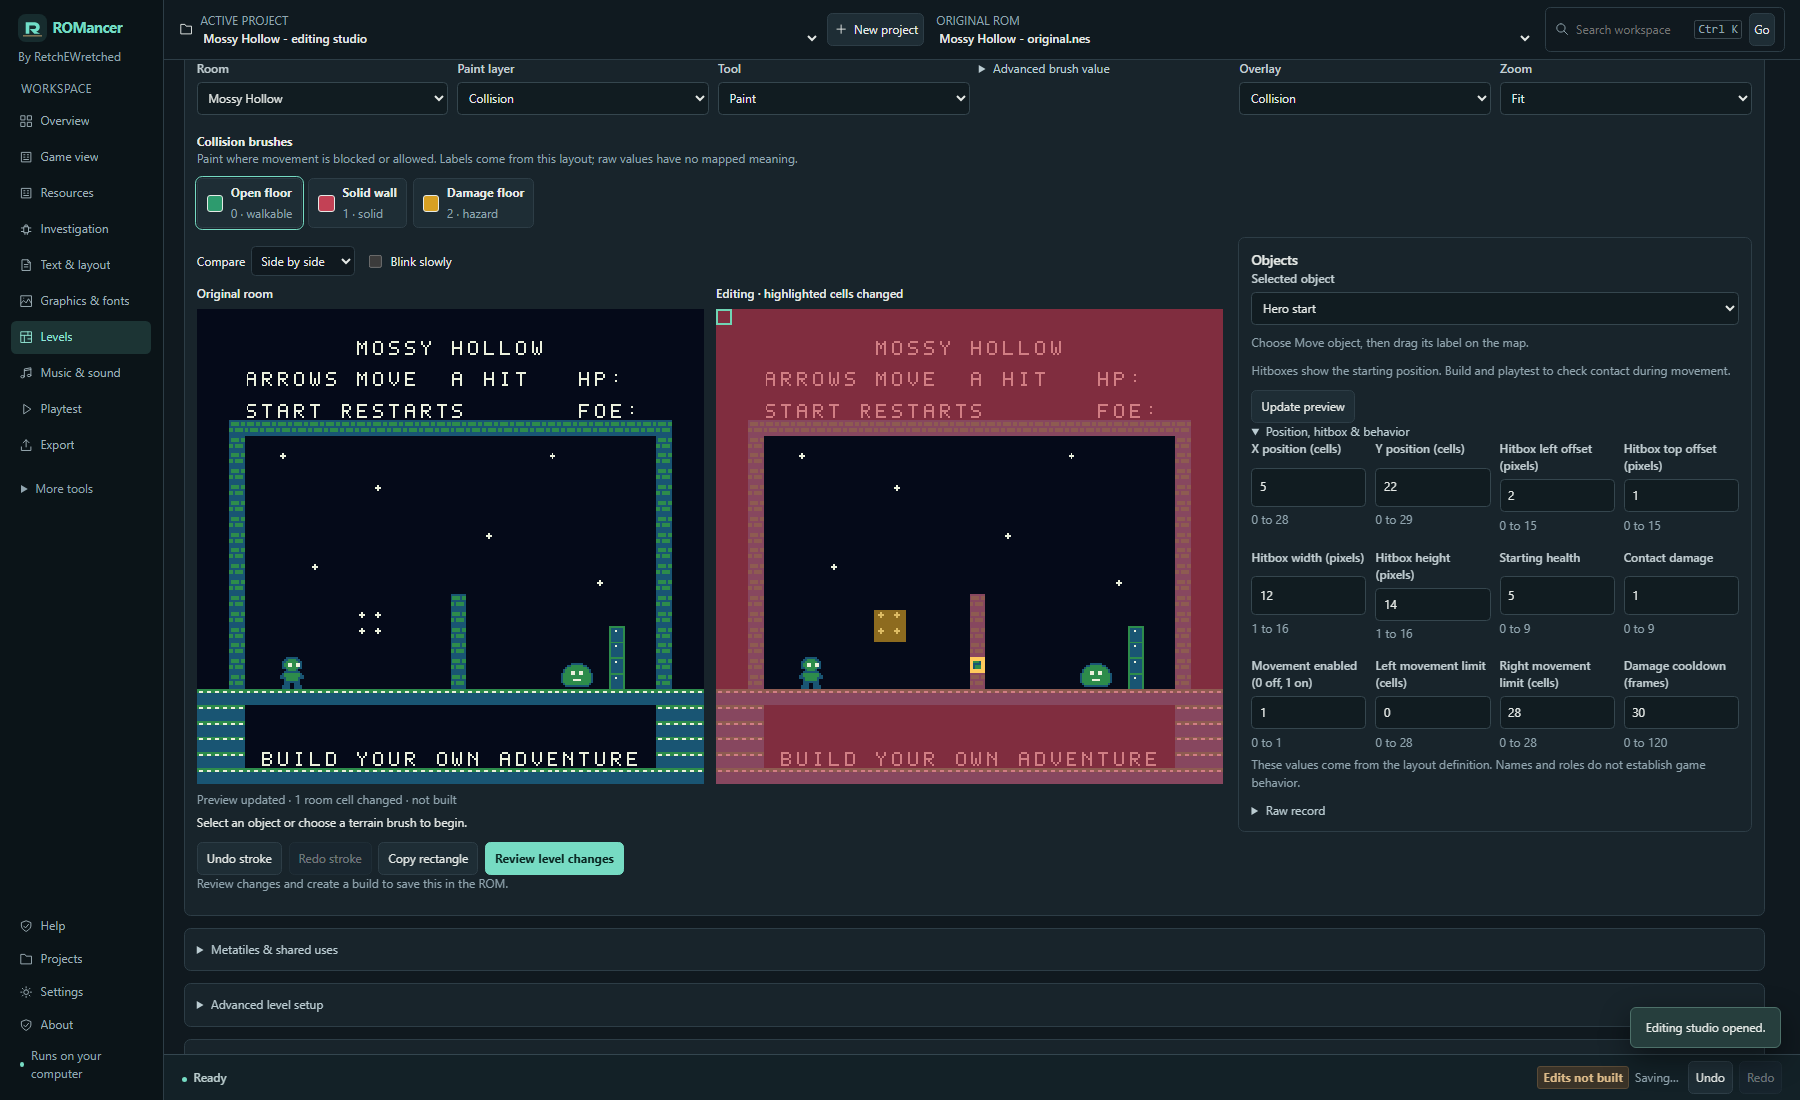 ROMancer
By RetchEWretched
WORKSPACE
Overview
Game view
Resources
Investigation
Text & layout
Graphics & fonts
Levels
Music & sound
Playtest
Export
More tools
Help
Projects
Settings
About
Runs on your
computer
ACTIVE PROJECT
Mossy Hollow - editing studio
New project
ORIGINAL ROM
Mossy Hollow - original.nes
Search workspace
Ctrl K
Go
Room
Mossy Hollow
Paint layer
Collision
Tool
Paint
Advanced brush value
Overlay
Collision
Zoom
Fit
Collision brushes
Paint where movement is blocked or allowed. Labels come from this layout; raw values have no mapped meaning.
Open floor
0 · walkable
Solid wall
1 · solid
Damage floor
2 · hazard
Compare
Side by side
Blink slowly
Original room
MOSSY HOLLOW
ARROWS MOVE A HIT HP:
START RESTARTS FOE:
BUILD YOUR OWN ADVENTURE
Editing · highlighted cells changed
MOSSY HOLLOW
ARROWS MOVE A HIT HP:
START RESTARTS FOE:
BUILD YOUR OWN ADVENTURE
Preview updated · 1 room cell changed · not built
Select an object or choose a terrain brush to begin.
Undo stroke
Redo stroke
Copy rectangle
Review level changes
Review changes and create a build to save this in the ROM.
Objects
Selected object
Hero start
Choose Move object, then drag its label on the map.
Hitboxes show the starting position. Build and playtest to check contact during movement.
Update preview
Position, hitbox & behavior
X position (cells)
5
0 to 28
Y position (cells)
22
0 to 29
Hitbox left offset
(pixels)
2
0 to 15
Hitbox top offset
(pixels)
1
0 to 15
Hitbox width (pixels)
12
1 to 16
Hitbox height
(pixels)
14
1 to 16
Starting health
5
0 to 9
Contact damage
1
0 to 9
Movement enabled
(0 off, 1 on)
1
0 to 1
Left movement limit
(cells)
0
0 to 28
Right movement
limit (cells)
28
0 to 28
Damage cooldown
(frames)
30
0 to 120
These values come from the layout definition. Names and roles do not establish game
behavior.
Raw record
Metatiles & shared uses
Advanced level setup
Editing studio opened.
Ready
Edits not built
Saving...
Undo
Redo